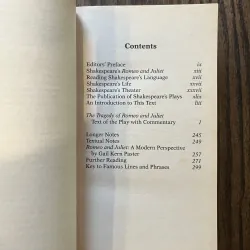 Contents
Editors' Preface ix
Shakespeare's Romeo and Juliet xiii
Reading Shakespeare's Language xvii
Shakespeare's Life xxvii
Shakespeare's Theater xxxvii
The Publication of Shakespeare's Plays xlix
An Introduction to This Text liii
The Tragedy of Romeo and Juliet
Text of the Play with Commentary 1
Longer Notes 245
Textual Notes 249
Romeo and Juliet: A Modern Perspective
by Gail Kern Paster 257
Further Reading 271
Key to Famous Lines and Phrases 299